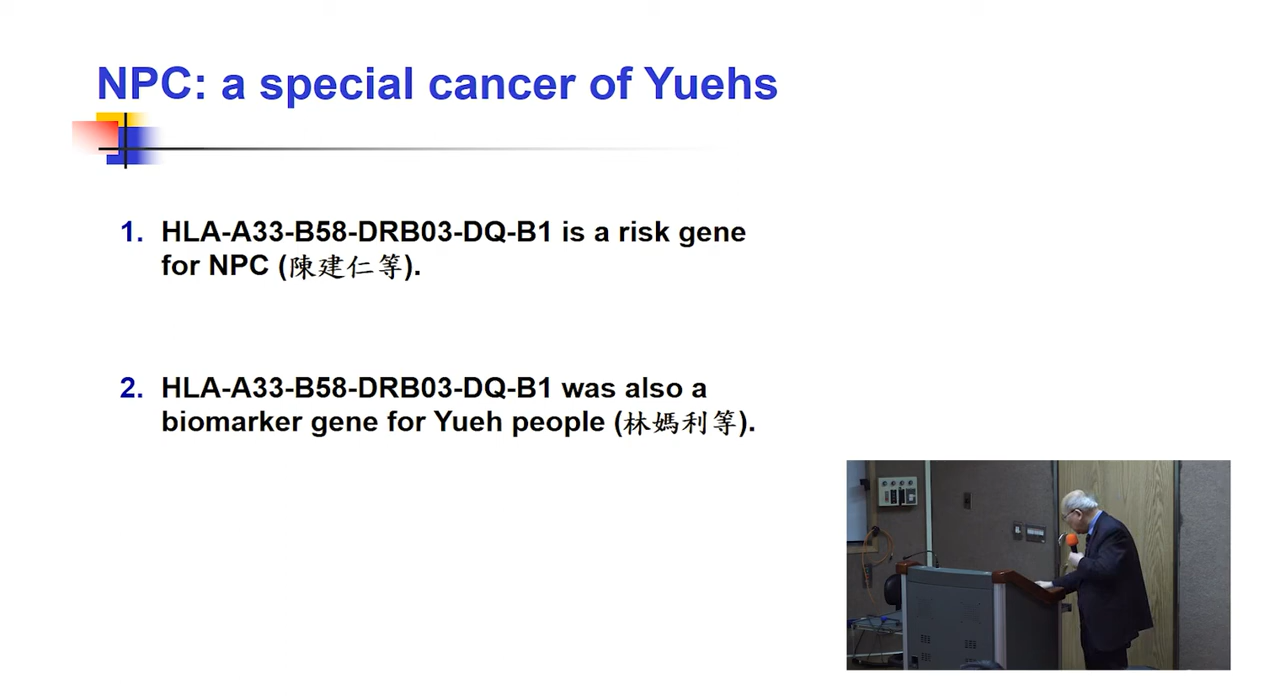 NPC: a special cancer of Yuehs
1. HLA-A33-B58-DRB03-DQ-B1 is a risk gene
for NPC (陳建仁等).
2. HLA-A33-B58-DRB03-DQ-B1 was also a
biomarker gene for Yueh people (林媽利等).